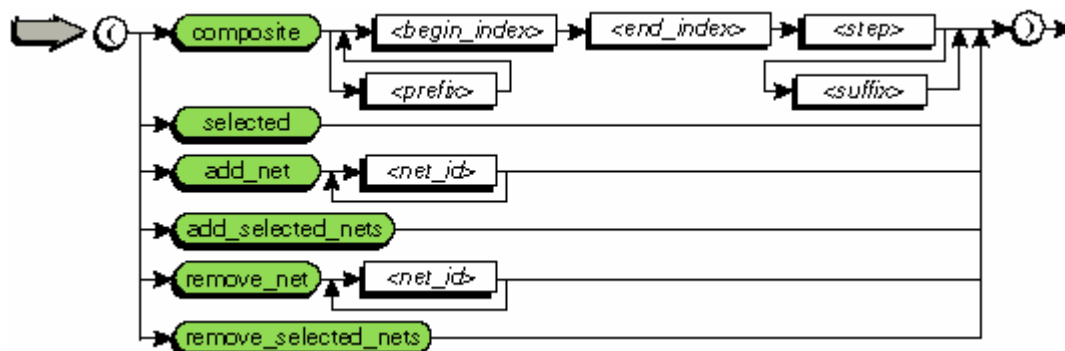 ( composite <begin_index> <end_index> <step> )
<prefix> <suffix>
selected
add_net <net_id>
add_selected_nets
remove_net <net_id>
remove_selected_nets